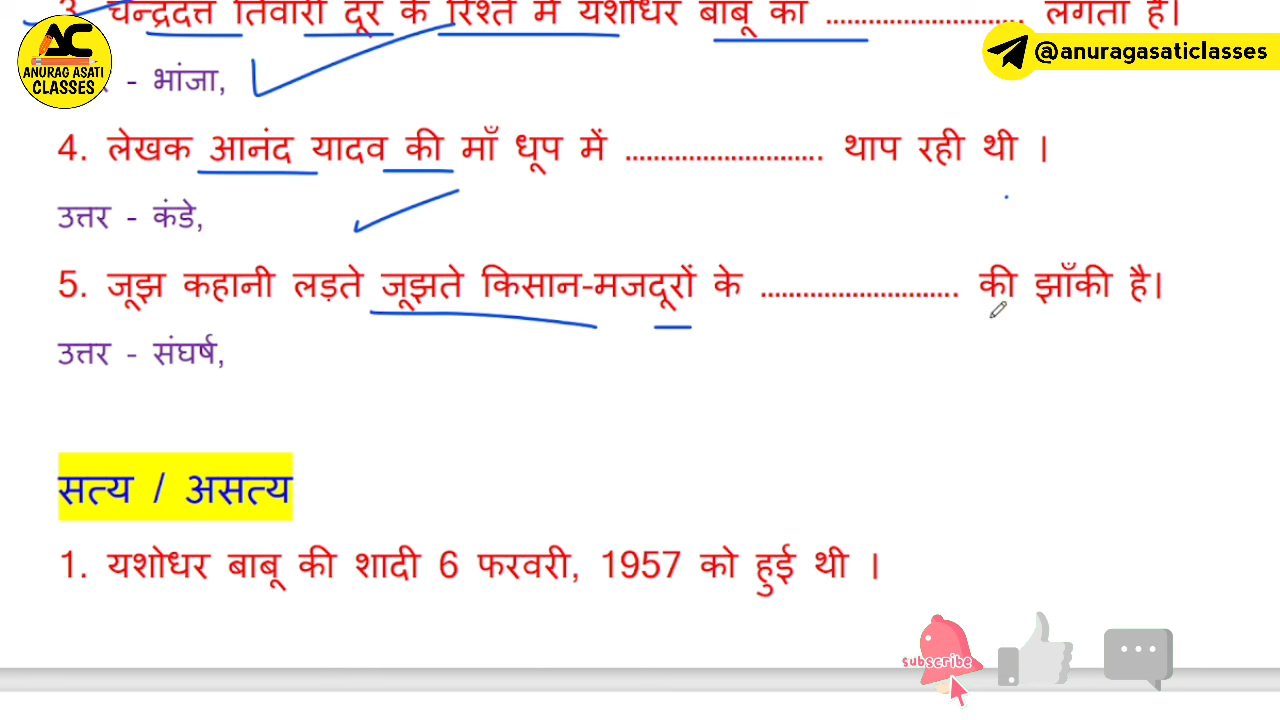 3. चन्द्रदत्त तिवारी दूर के रिश्ते में यशोधर बाबू का ............................ लगता है।
AC
ANURAG ASATI
CLASSES
@anuragasaticlasses
- भांजा,
4. लेखक आनंद यादव की माँ धूप में ............................ थाप रही थी ।
उत्तर - कंडे,
5. जूझ कहानी लड़ते जूझते किसान-मजदूरों के ............................ की झाँकी है।
उत्तर - संघर्ष,
सत्य / असत्य
1. यशोधर बाबू की शादी 6 फरवरी, 1957 को हुई थी ।
subscribe